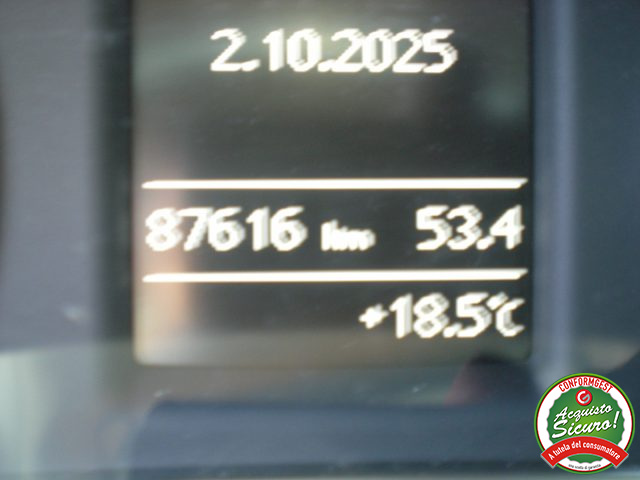 2.10.2025
87616 km 53.4
+18.5°C
CONFORMGEST
Acquisto
Sicuro!
A tutela del consumatore